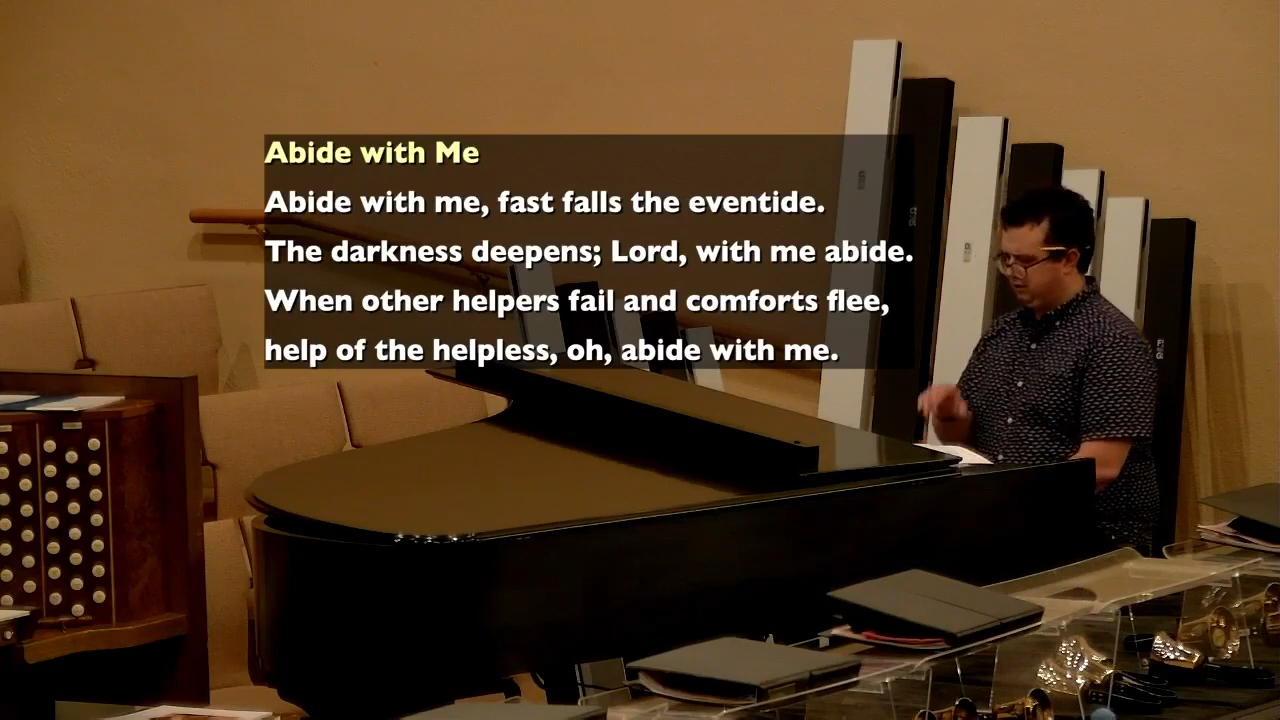 Abide with Me
Abide with me, fast falls the eventide.
The darkness deepens; Lord, with me abide.
When other helpers fail and comforts flee,
help of the helpless, oh, abide with me.